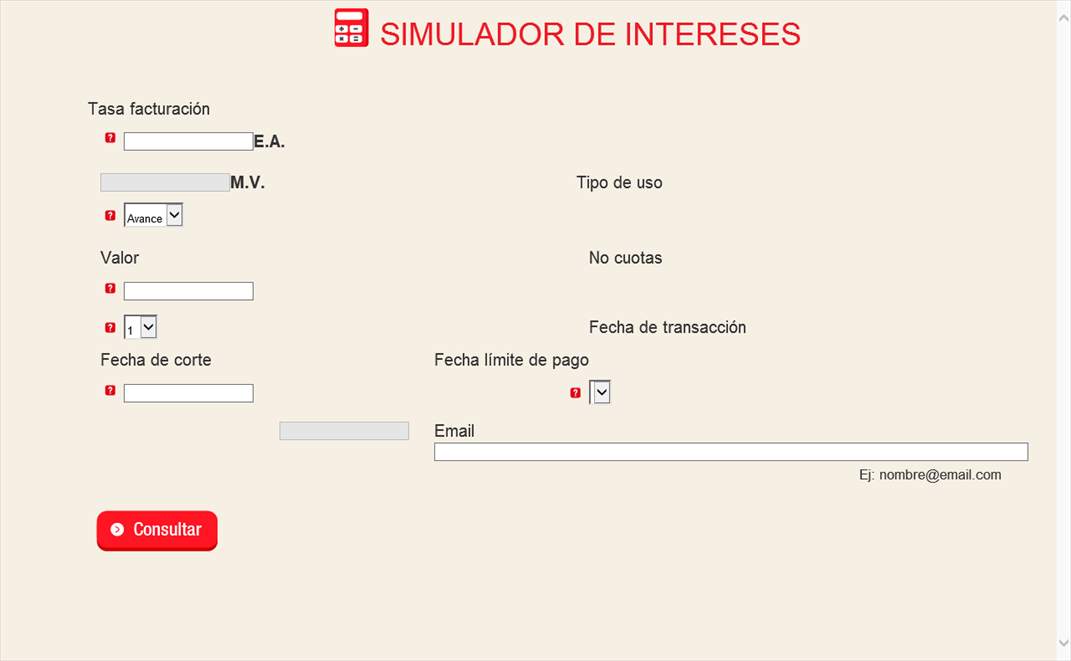 SIMULADOR DE INTERESES
Tasa facturación
? E.A.
M.V. Tipo de uso
? Avance
Valor No cuotas
?
? 1 Fecha de transacción
Fecha de corte Fecha límite de pago
? ?
Email
Ej: nombre@email.com
Consultar